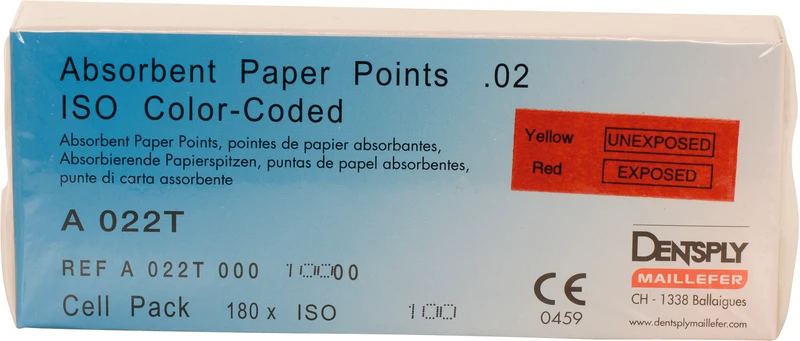 Absorbent Paper Points .02
ISO Color-Coded
Absorbent Paper Points, pointes de papier absorbantes,
Absorbierende Papierspitzen, puntas de papel absorbentes,
punte di carta assorbente
Yellow UNEXPOSED
Red EXPOSED
A 022T
REF A 022T 000 10000
Cell Pack 180 x ISO 100
CE
0459
DENTSPLY
MAILLEFER
CH - 1338 Ballaigues
www.dentsplymaillefer.com